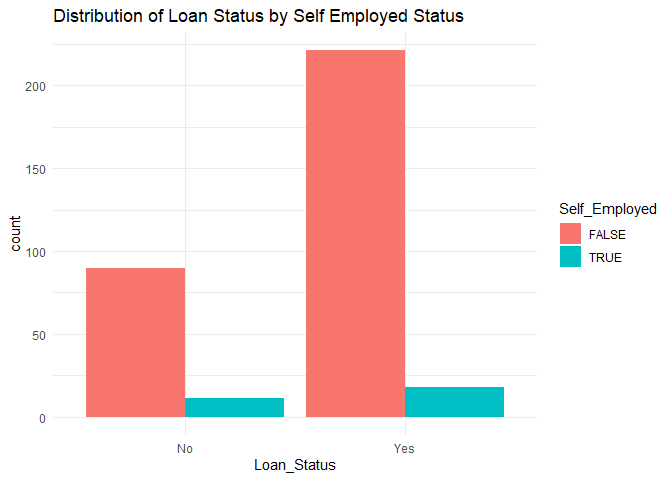 Distribution of Loan Status by Self Employed Status
count
200
150
100
50
0
No
Yes
Loan_Status
Self_Employed
FALSE
TRUE